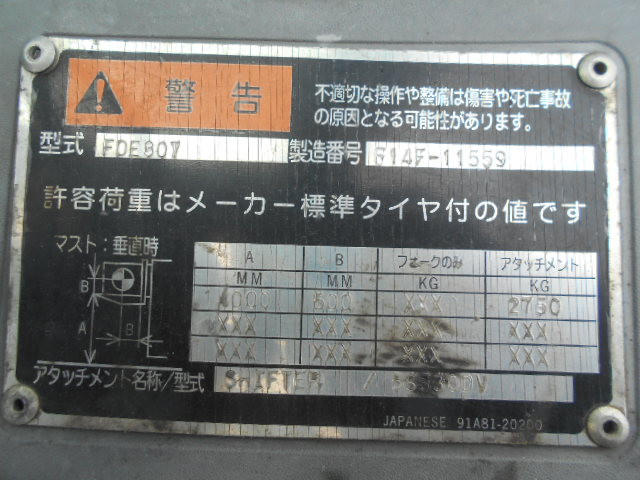 警告
不適切な操作や整備は傷害や死亡事故
の原因となる可能性があります。
型式 製造番号 F14F-11559
許容荷重はメーカー標準タイヤ付の値です
マスト：垂直時
A B フォークのみ アタッチメント
MM MM KG KG
500 XXX 2750
XXX XXX XXX XXX
XXX XXX XXX XXX
B
A
B
アタッチメント名称/型式 SHIFTER /
JAPANESE 91A81-20200